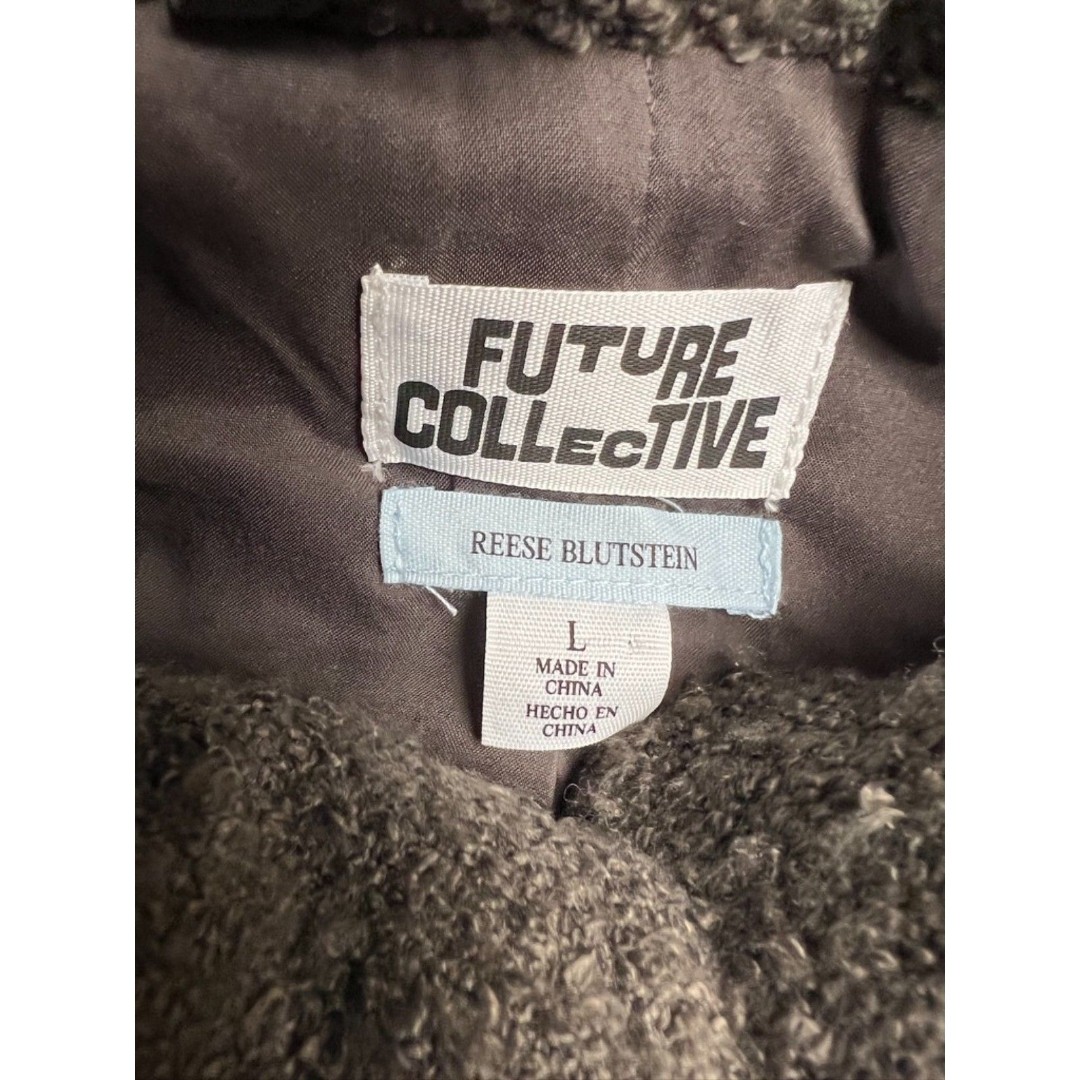 FUTURE
COLLECTIVE
REESE BLUTSTEIN
L
MADE IN
CHINA
HECHO EN
CHINA